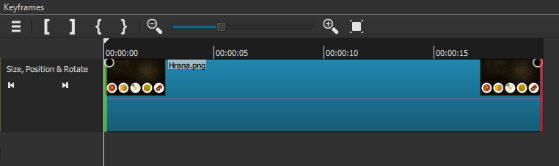 Keyframes
00:00:00 00:00:05 00:00:10 00:00:15
Size, Position & Rotate
Hrana.png